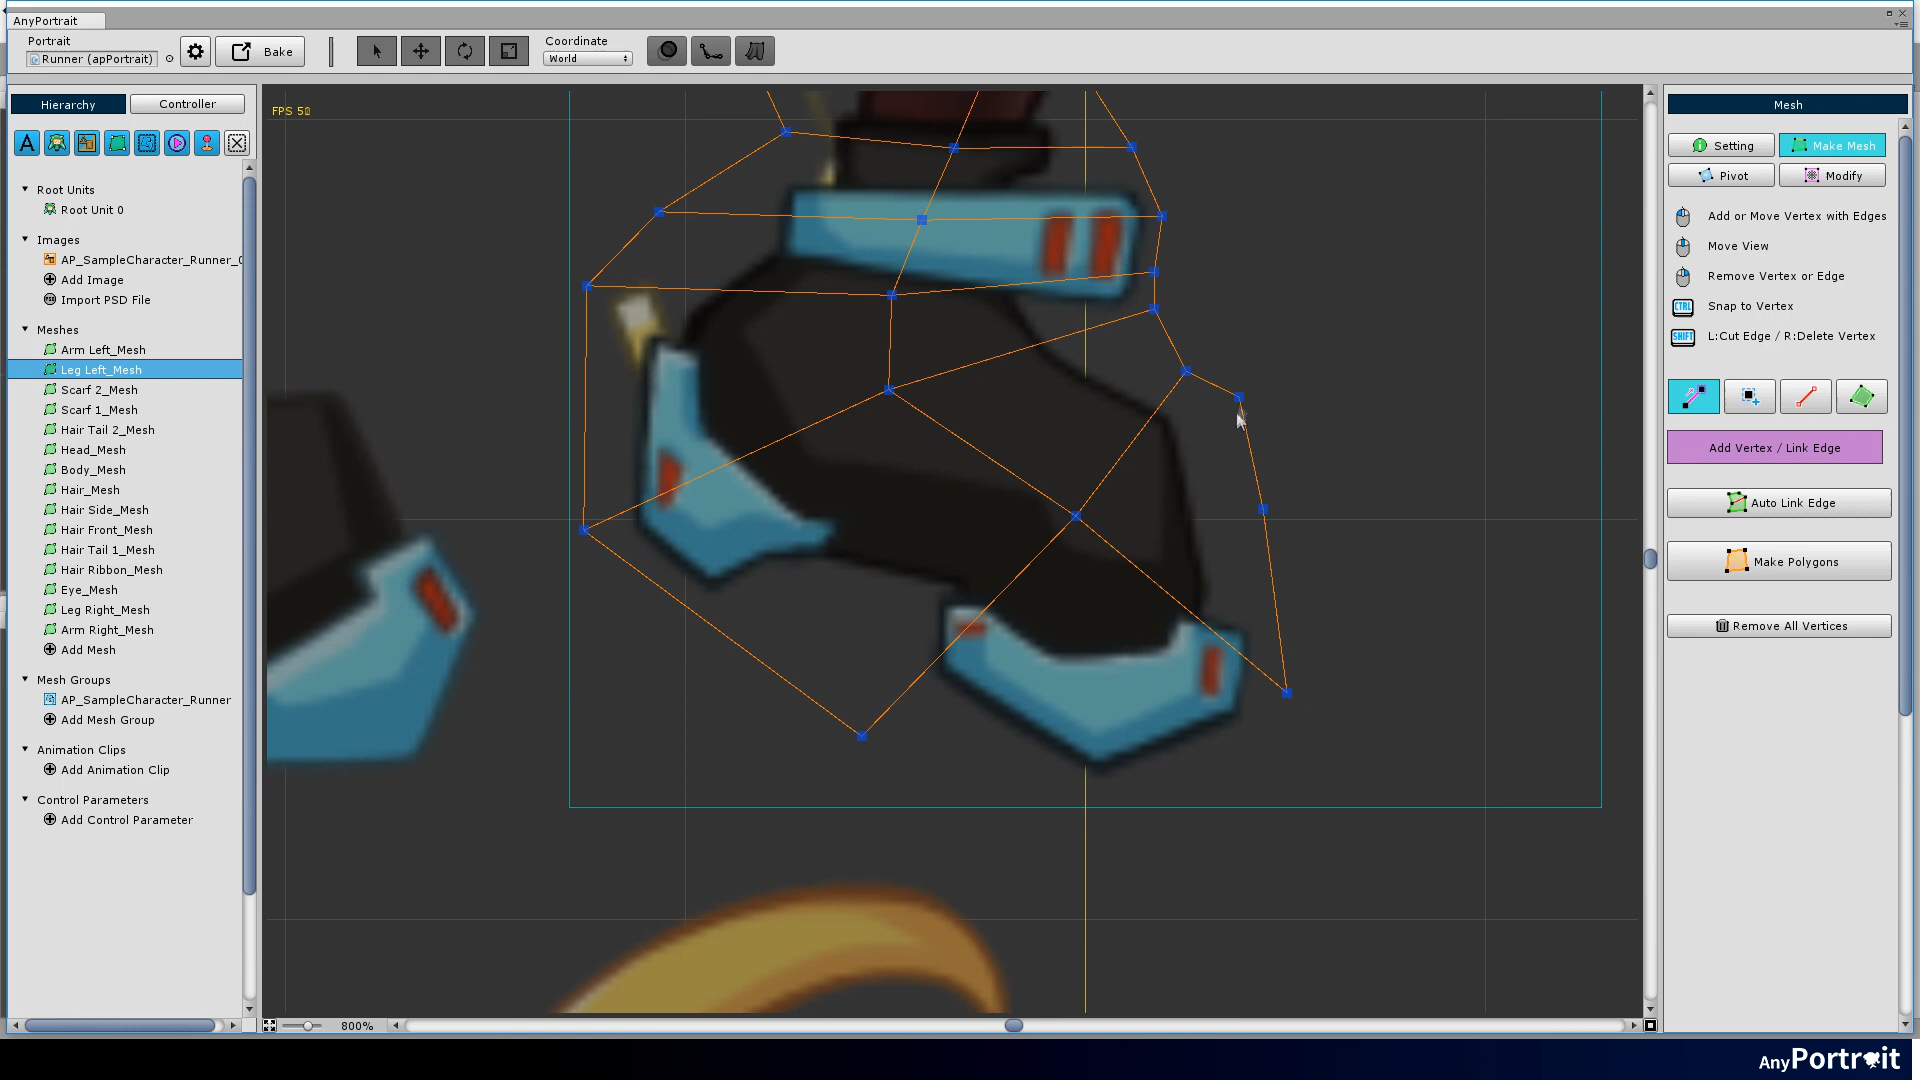 AnyPortrait
Portrait
Runner (apPortrait)
Bake
Coordinate
World
Hierarchy
Controller
FPS 50
Root Units
Root Unit 0
Images
AP_SampleCharacter_Runner_0
Add Image
Import PSD File
Meshes
Arm Left_Mesh
Leg Left_Mesh
Scarf 2_Mesh
Scarf 1_Mesh
Hair Tail 2_Mesh
Head_Mesh
Body_Mesh
Hair_Mesh
Hair Side_Mesh
Hair Front_Mesh
Hair Tail 1_Mesh
Hair Ribbon_Mesh
Eye_Mesh
Leg Right_Mesh
Arm Right_Mesh
Add Mesh
Mesh Groups
AP_SampleCharacter_Runner
Add Mesh Group
Animation Clips
Add Animation Clip
Control Parameters
Add Control Parameter
800%
Mesh
Setting
Make Mesh
Pivot
Modify
Add or Move Vertex with Edges
Move View
Remove Vertex or Edge
CTRL Snap to Vertex
SHIFT L:Cut Edge / R:Delete Vertex
Add Vertex / Link Edge
Auto Link Edge
Make Polygons
Remove All Vertices
AnyPortrait